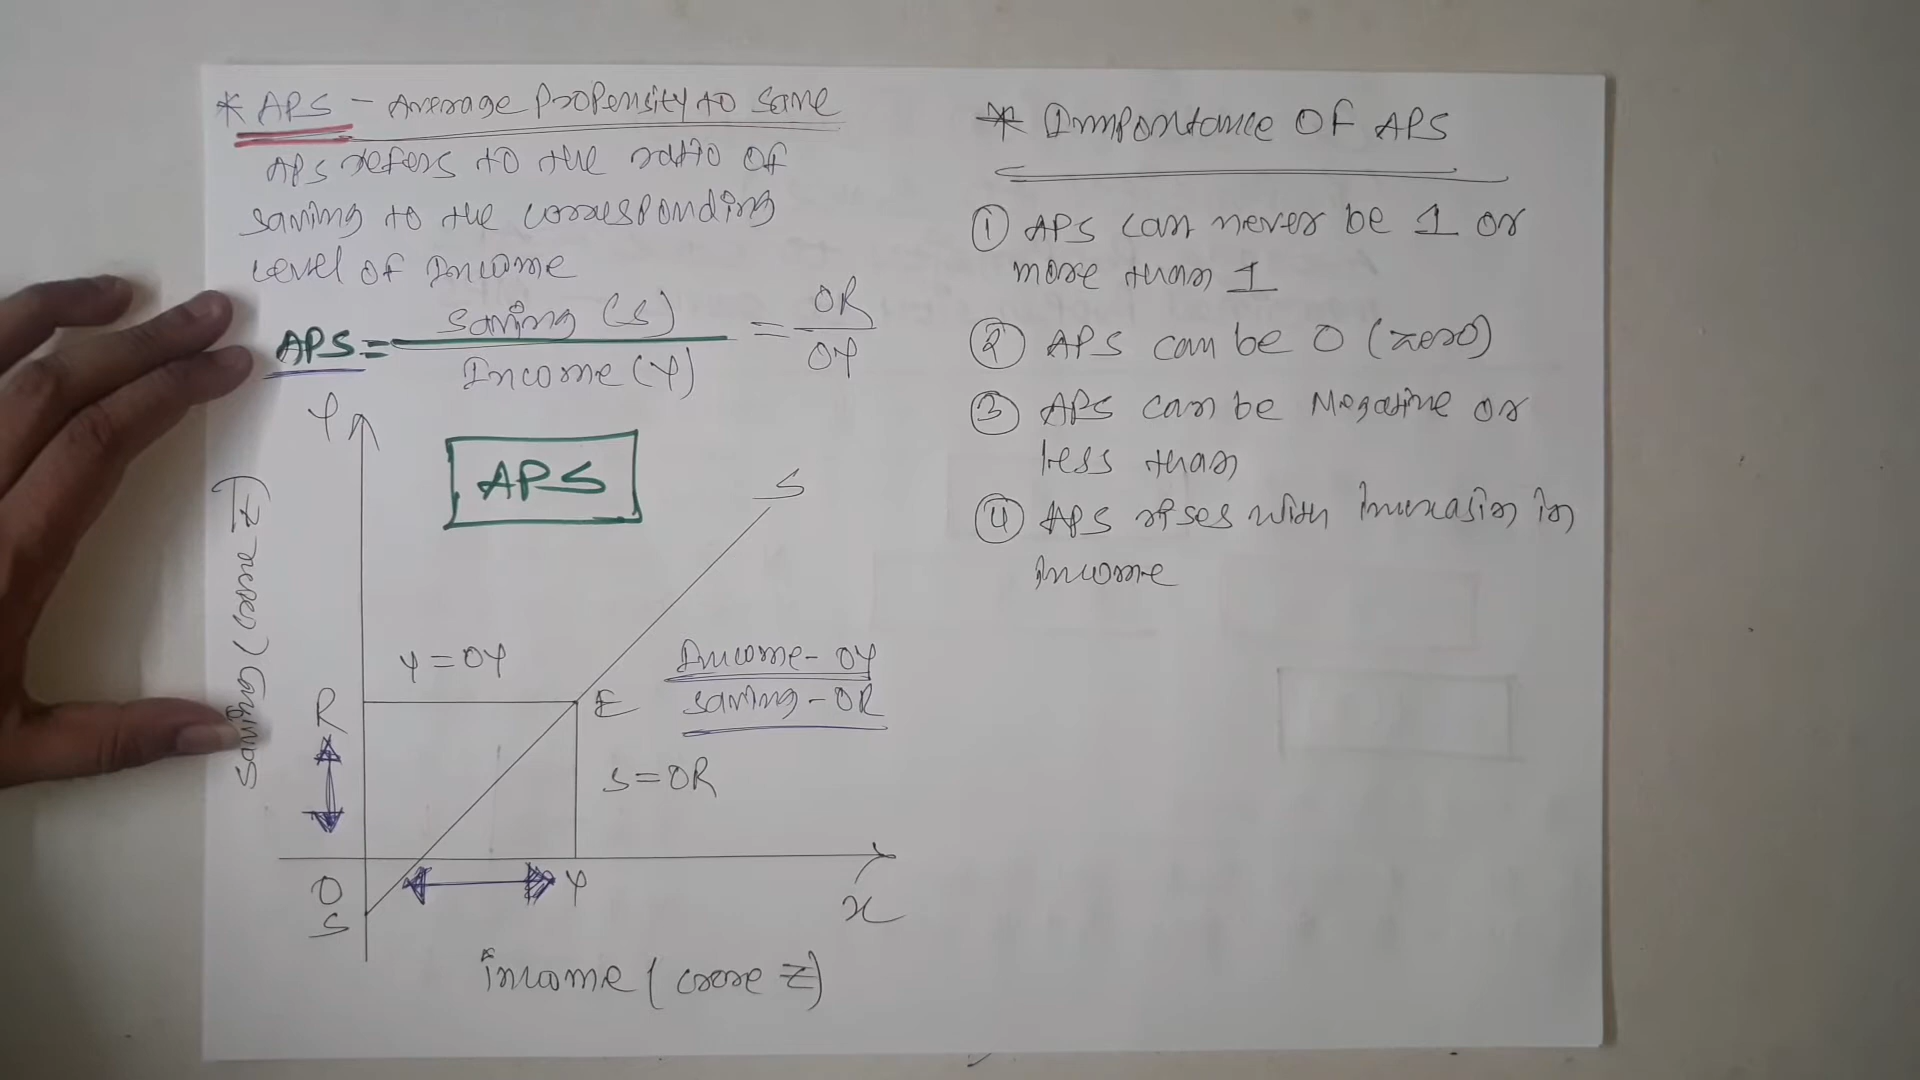 * APS - Average Propensity to Save
APS refers to the ratio of
saving to the corresponding
Level of Income
APS = Saving (S) / Income (Y) = OR / OY
Y
APS
S
Saving (crore ₹)
Y = OY
Income - OY
R
E
Saving - OR
S = OR
O
Y
S
x
income (crore ₹)
* Importance Of APS
① APS can never be 1 or
more than 1
② APS can be 0 (zero)
③ APS can be Negative or
less than
④ APS rises with increasin in
income